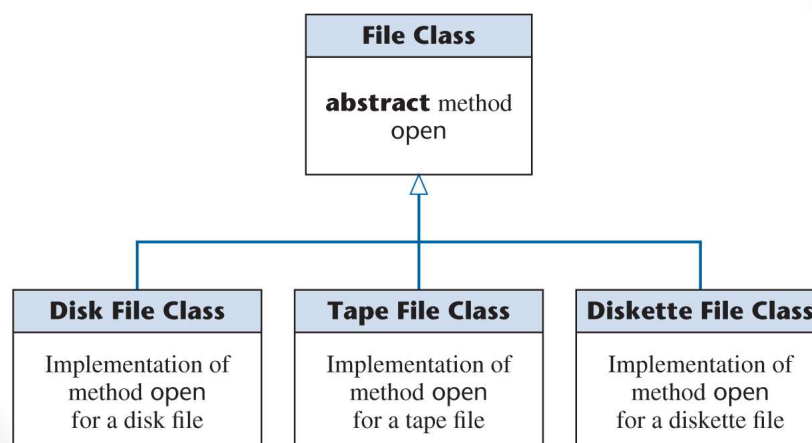 File Class
abstract method
open
Disk File Class
Implementation of
method open
for a disk file
Tape File Class
Implementation of
method open
for a tape file
Diskette File Class
Implementation of
method open
for a diskette file